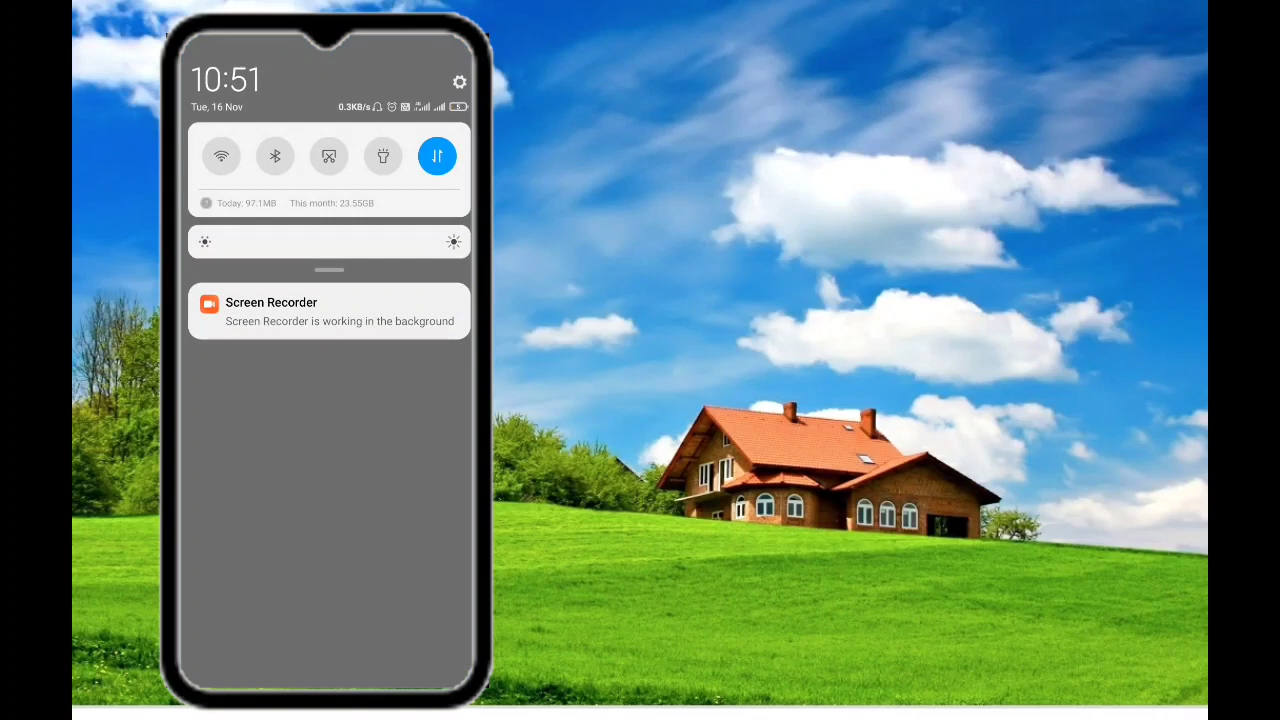 10:51
Tue, 16 Nov
0.3KB/s
5
Today: 97.1MB This month: 23.55GB
Screen Recorder
Screen Recorder is working in the background